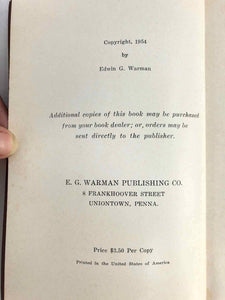 Copyright, 1954
by
Edwin G. Warman
Additional copies of this book may be purchased
from your book dealer; or, orders may be
sent directly to the publisher.
E. G. WARMAN PUBLISHING CO.
8 FRANKHOOVER STREET
UNIONTOWN, PENNA.
Price $3.50 Per Copy
Printed in the United States of America